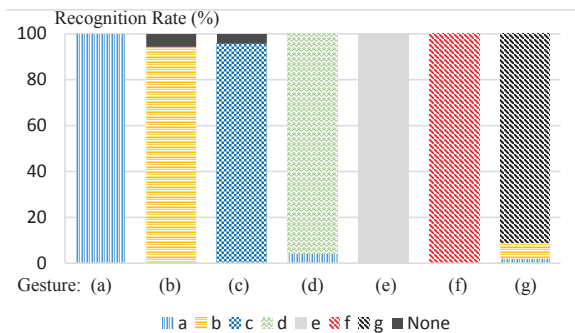 Recognition Rate (%)
100
80
60
40
20
0
Gesture: (a) (b) (c) (d) (e) (f) (g)
a b c d e f g None